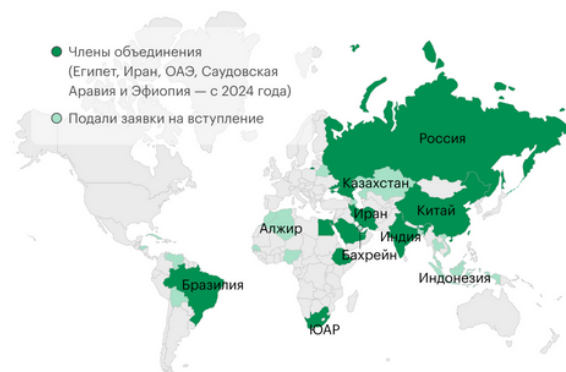 Члены объединения
(Египет, Иран, ОАЭ, Саудовская
Аравия и Эфиопия — с 2024 года)
Подали заявки на вступление
Россия
Казахстан
Иран
Китай
Алжир
Индия
Бахрейн
Индонезия
Бразилия
ЮАР